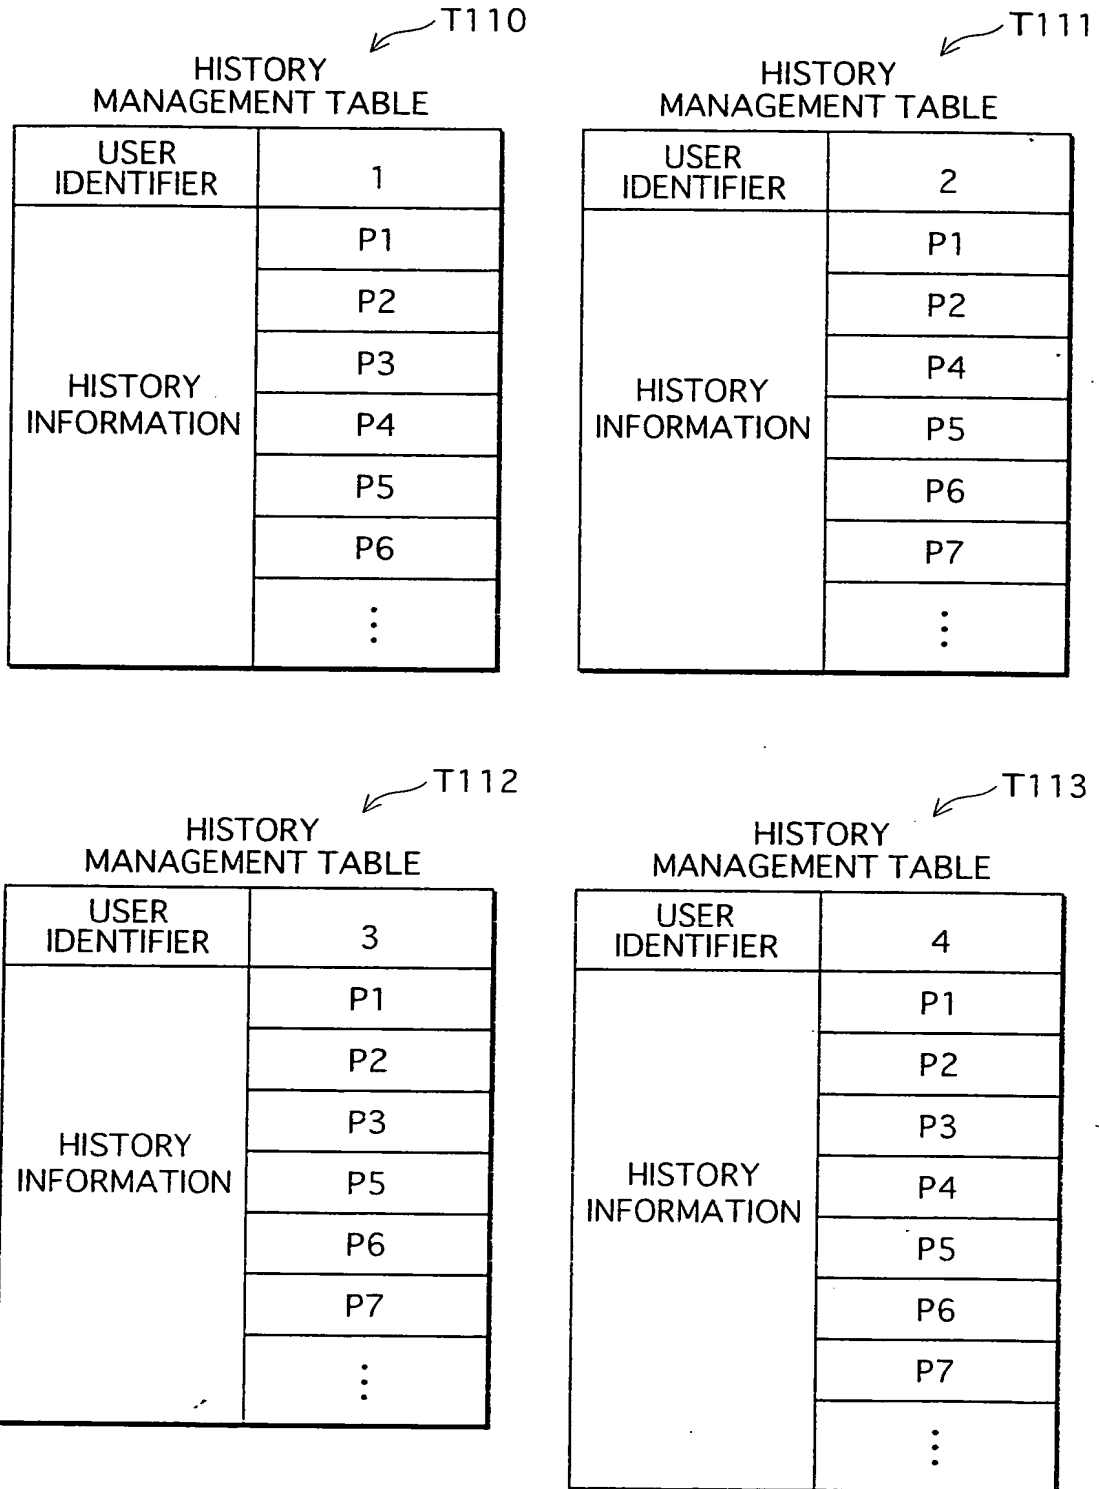 T110
HISTORY
MANAGEMENT TABLE
USER
IDENTIFIER
1
HISTORY
INFORMATION
P1
P2
P3
P4
P5
P6
⋮
T111
HISTORY
MANAGEMENT TABLE
USER
IDENTIFIER
2
HISTORY
INFORMATION
P1
P2
P4
P5
P6
P7
⋮
T112
HISTORY
MANAGEMENT TABLE
USER
IDENTIFIER
3
HISTORY
INFORMATION
P1
P2
P3
P5
P6
P7
⋮
T113
HISTORY
MANAGEMENT TABLE
USER
IDENTIFIER
4
HISTORY
INFORMATION
P1
P2
P3
P4
P5
P6
P7
⋮